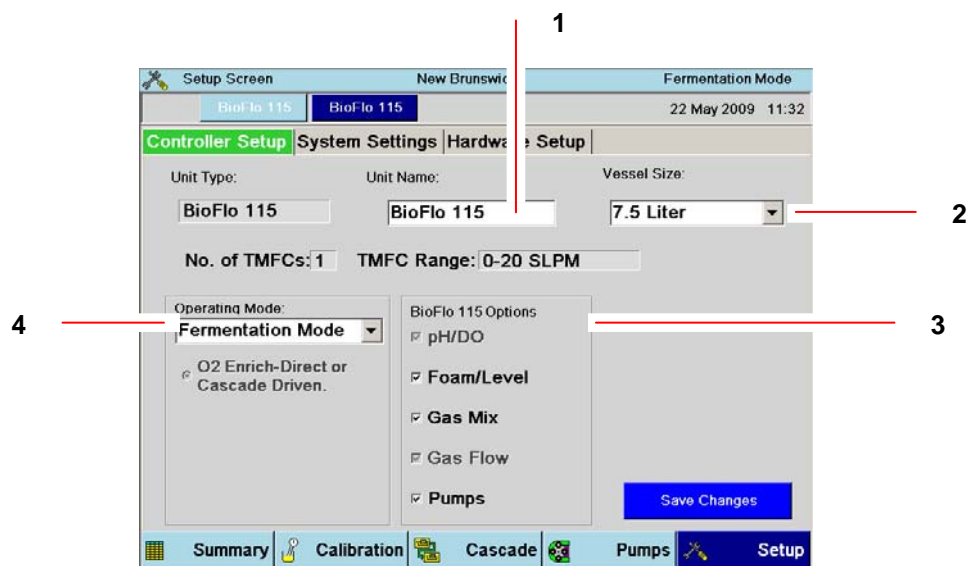 1
Setup Screen New Brunswic Fermentation Mode
BioFlo 115 BioFlo 115 22 May 2009 11:32
Controller Setup System Settings Hardware Setup
Unit Type: Unit Name: Vessel Size:
BioFlo 115 BioFlo 115 7.5 Liter
2
No. of TMFCs: 1 TMFC Range: 0-20 SLPM
Operating Mode: BioFlo 115 Options
4
Fermentation Mode pH/DO
3
O2 Enrich-Direct or
Cascade Driven.
Foam/Level
Gas Mix
Gas Flow
Pumps Save Changes
Summary Calibration Cascade Pumps Setup